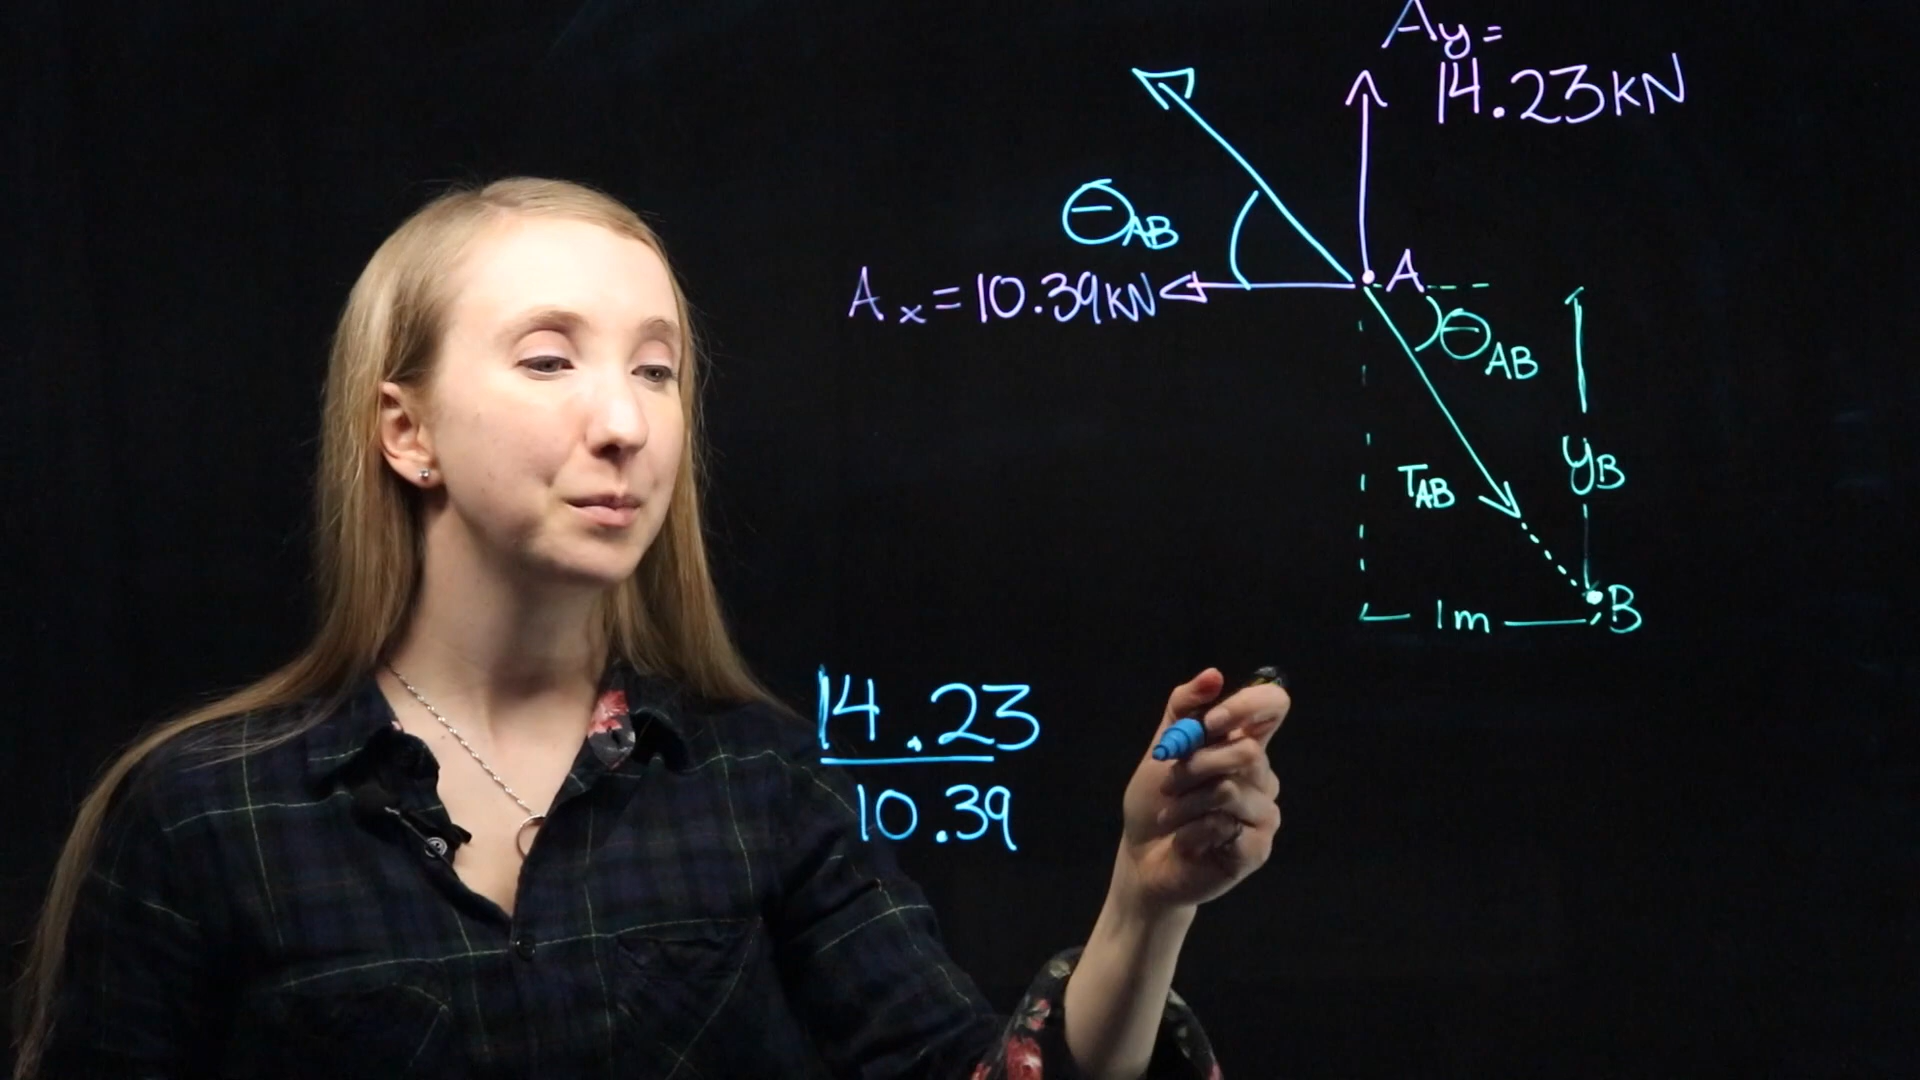 Ay=
14.23KN
θAB
Ax=10.39KN
A
θAB
yB
TAB
1m
B
14.23
10.39